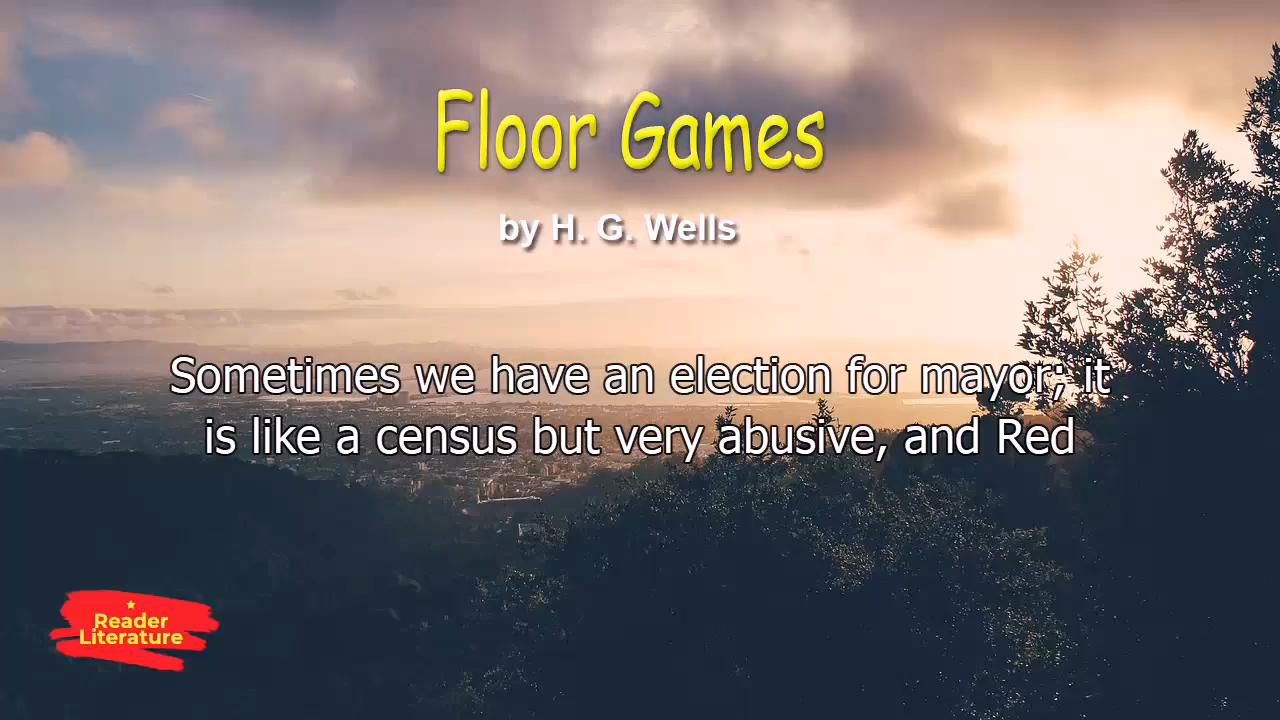 Floor Games
by H. G. Wells
Sometimes we have an election for mayor; it
is like a census but very abusive, and Red
Reader
Literature